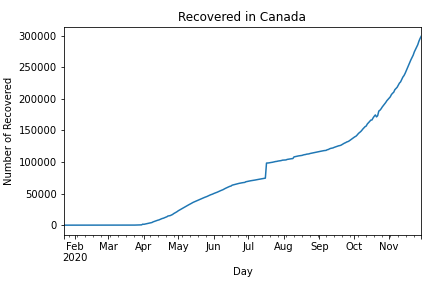 Recovered in Canada
Number of Recovered
300000
250000
200000
150000
100000
50000
0
Feb Mar Apr May Jun Jul Aug Sep Oct Nov
2020
Day